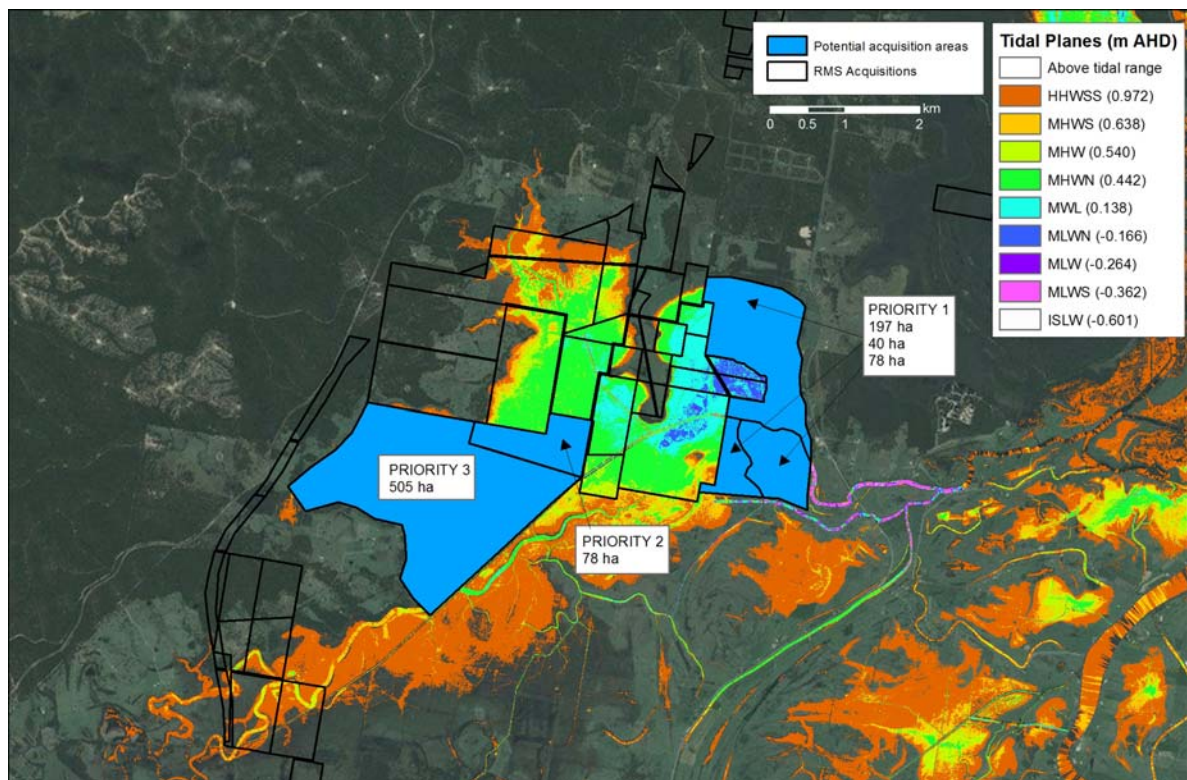 Potential acquisition areas
RMS Acquisitions
km
0 0.5 1 2
Tidal Planes (m AHD)
Above tidal range
HHWSS (0.972)
MHWS (0.638)
MHW (0.540)
MHWN (0.442)
MWL (0.138)
MLWN (-0.166)
MLW (-0.264)
MLWS (-0.362)
ISLW (-0.601)
PRIORITY 1
197 ha
40 ha
78 ha
PRIORITY 3
505 ha
PRIORITY 2
78 ha